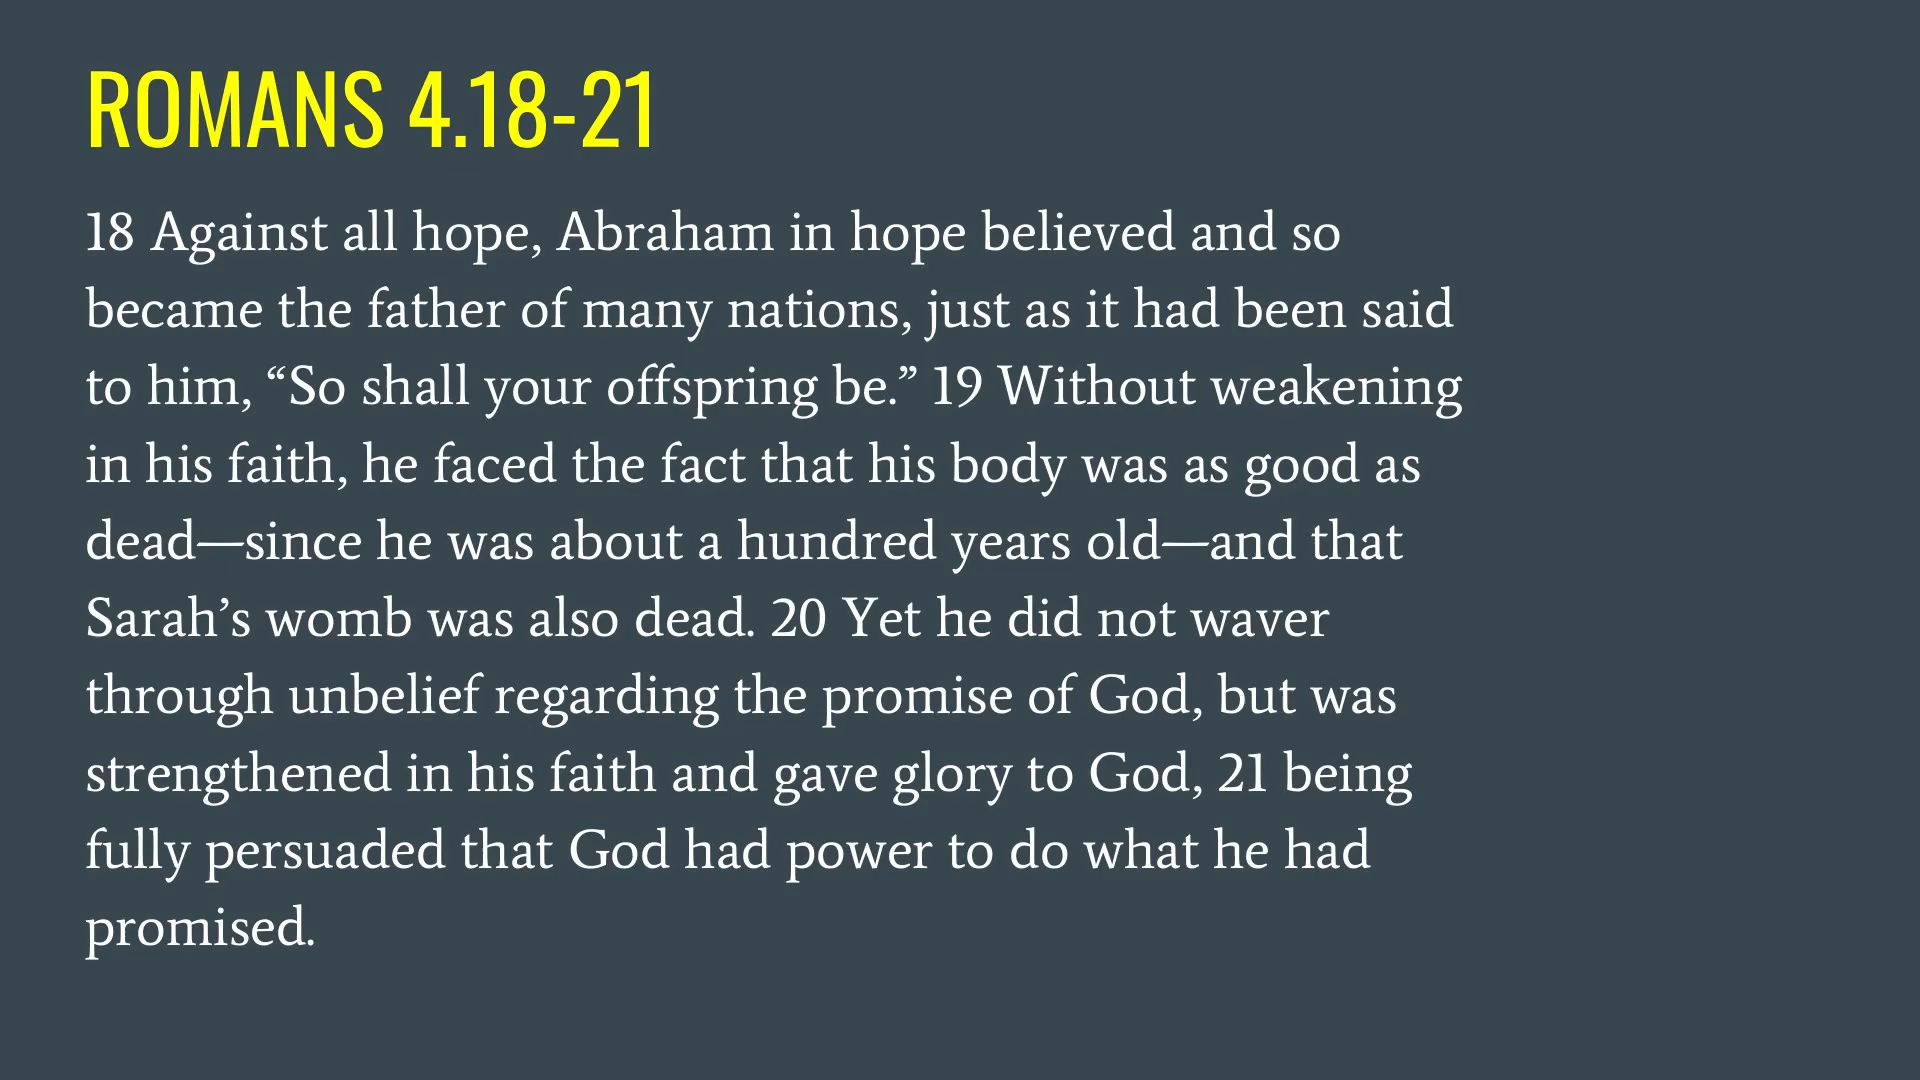 ROMANS 4.18-21
18 Against all hope, Abraham in hope believed and so
became the father of many nations, just as it had been said
to him, “So shall your offspring be.” 19 Without weakening
in his faith, he faced the fact that his body was as good as
dead—since he was about a hundred years old—and that
Sarah’s womb was also dead. 20 Yet he did not waver
through unbelief regarding the promise of God, but was
strengthened in his faith and gave glory to God, 21 being
fully persuaded that God had power to do what he had
promised.